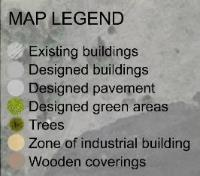 MAP LEGEND
Existing buildings
Designed buildings
Designed pavement
Designed green areas
Trees
Zone of industrial building
Wooden coverings